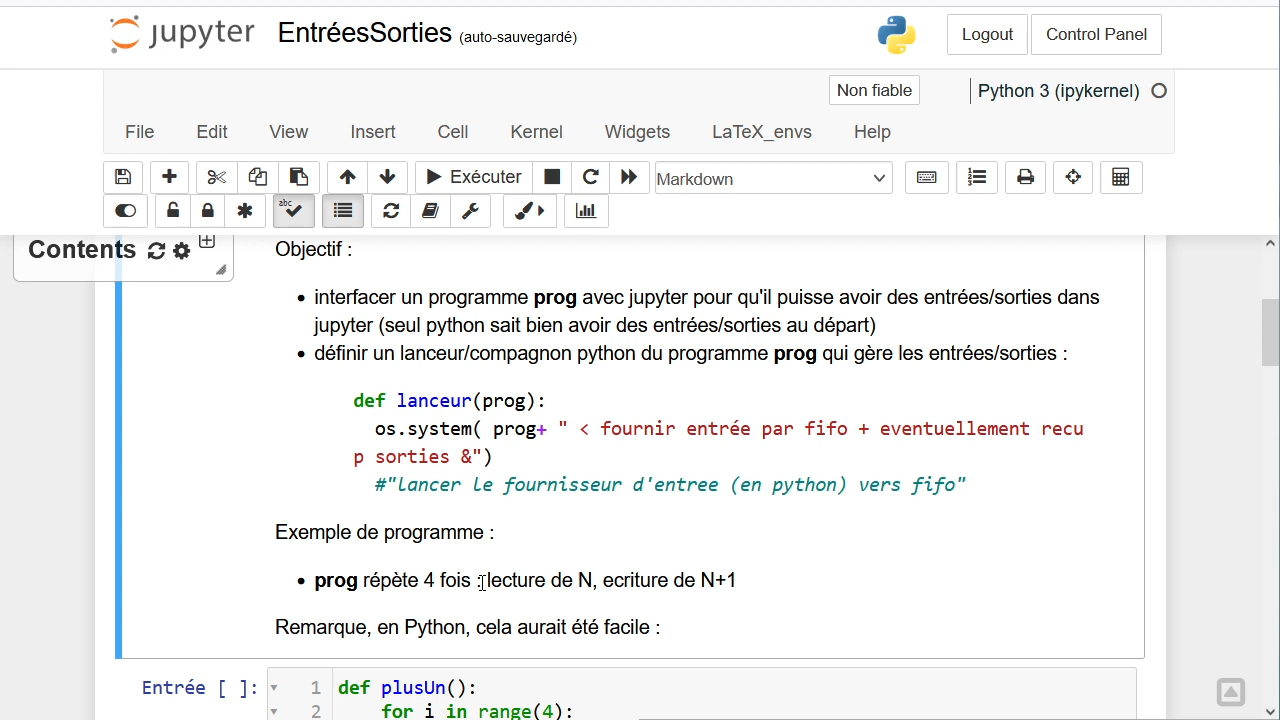 jupyter EntréesSorties (auto-sauvegardé) Logout Control Panel
Non fiable Python 3 (ipykernel)
File Edit View Insert Cell Kernel Widgets LaTeX_envs Help
Exécuter Markdown
abc
Contents
Objectif :
• interfacer un programme prog avec jupyter pour qu'il puisse avoir des entrées/sorties dans
jupyter (seul python sait bien avoir des entrées/sorties au départ)
• définir un lanceur/compagnon python du programme prog qui gère les entrées/sorties :
def lanceur(prog):
os.system( prog+ " < fournir entrée par fifo + eventuellement recu
p sorties &")
#"lancer le fournisseur d'entree (en python) vers fifo"
Exemple de programme :
• prog répète 4 fois : lecture de N, ecriture de N+1
Remarque, en Python, cela aurait été facile :
Entrée [ ]: 1 def plusUn():
2 for i in range(4):